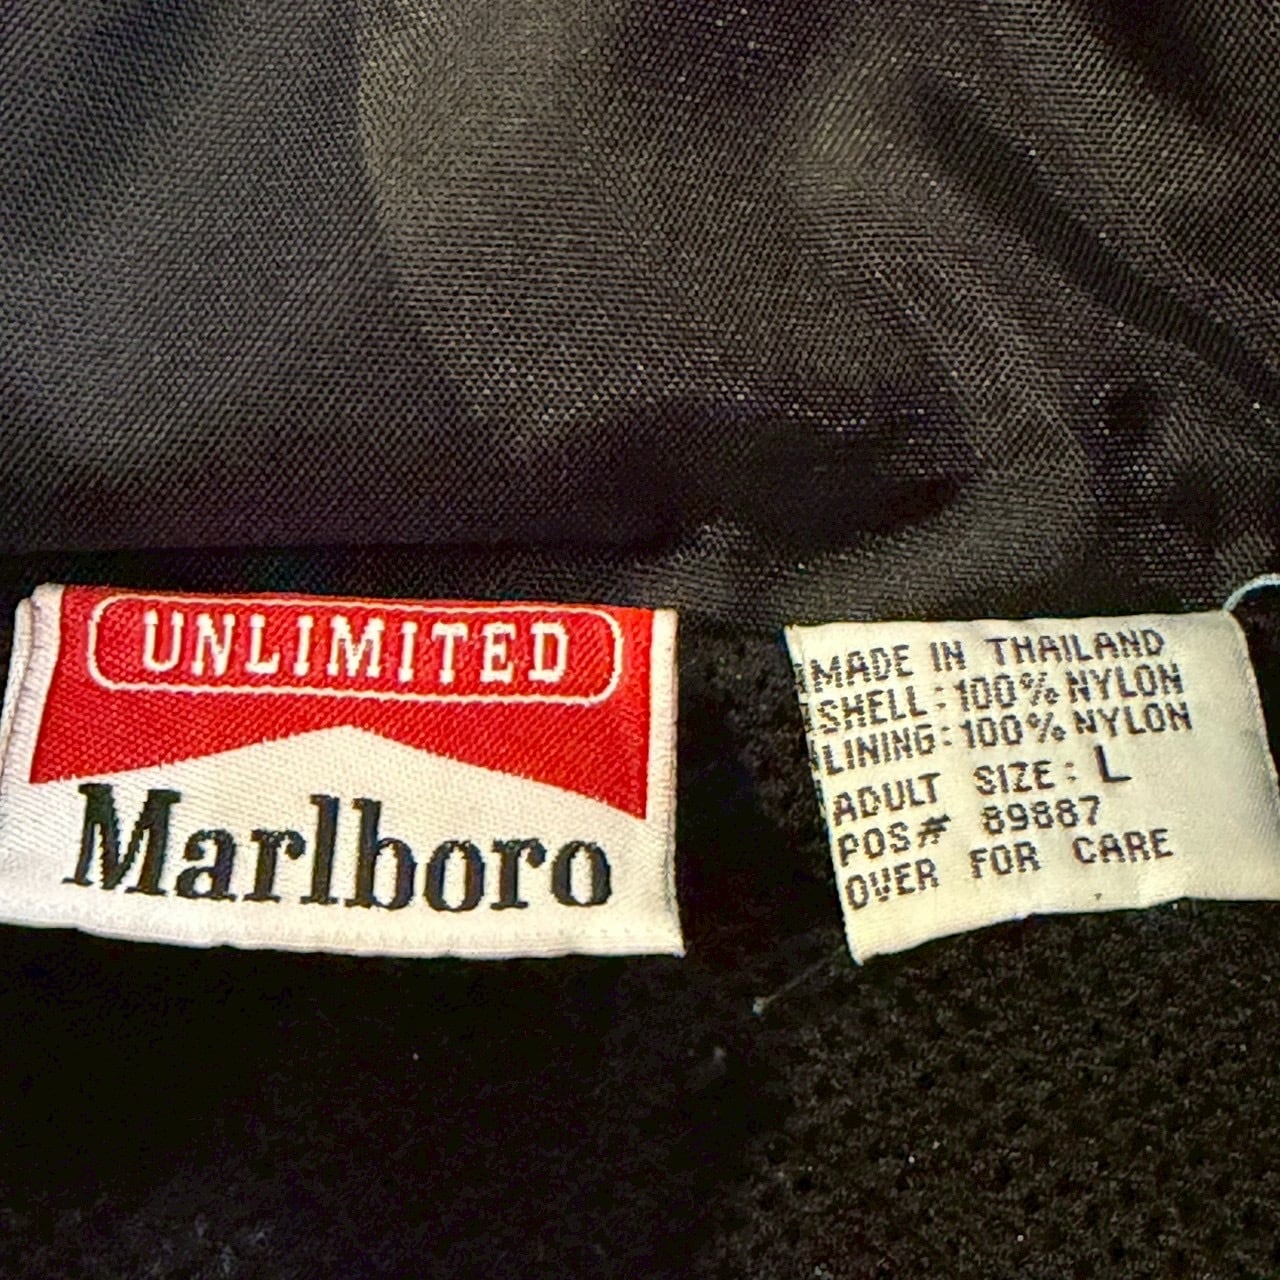 UNLIMITED
Marlboro
MADE IN THAILAND
SHELL: 100% NYLON
LINING: 100% NYLON
ADULT SIZE: L
POS# 89887
OVER FOR CARE